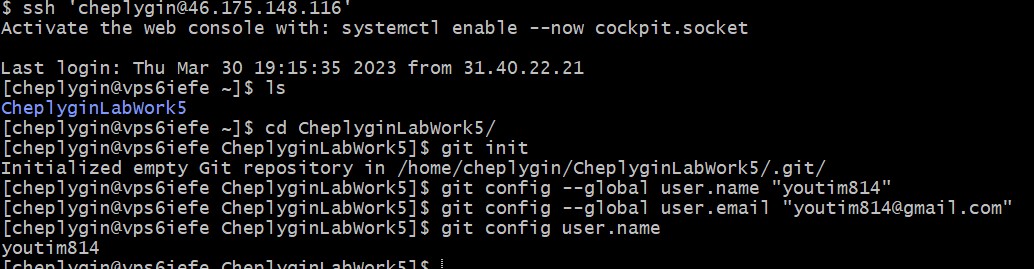 $ ssh 'cheplygin@46.175.148.116'
Activate the web console with: systemctl enable --now cockpit.socket
Last login: Thu Mar 30 19:15:35 2023 from 31.40.22.21
[cheplygin@vps6iefe ~]$ ls
CheplyginLabWork5
[cheplygin@vps6iefe ~]$ cd CheplyginLabWork5/
[cheplygin@vps6iefe CheplyginLabWork5]$ git init
Initialized empty Git repository in /home/cheplygin/CheplyginLabWork5/.git/
[cheplygin@vps6iefe CheplyginLabWork5]$ git config --global user.name "youtim814"
[cheplygin@vps6iefe CheplyginLabWork5]$ git config --global user.email "youtim814@gmail.com"
[cheplygin@vps6iefe CheplyginLabWork5]$ git config user.name
youtim814
[cheplygin@vps6iefe CheplyginLabWork5]$